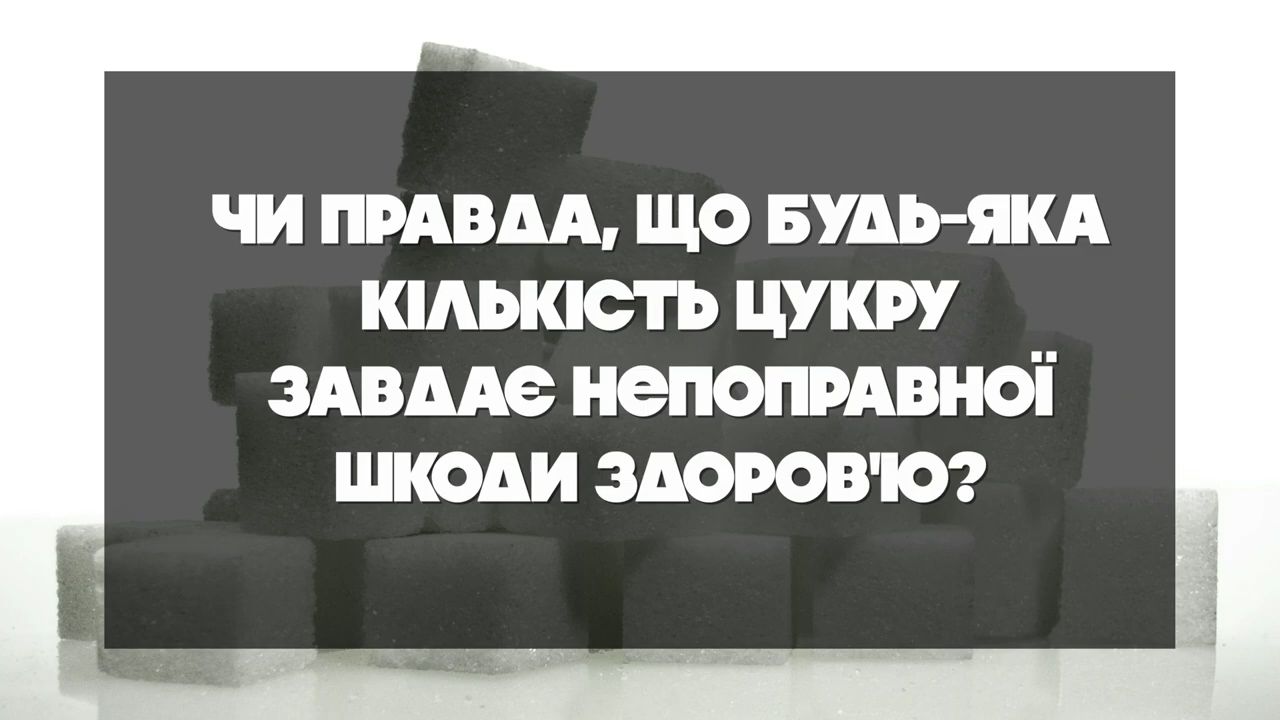 ЧИ ПРАВДА, ЩО БУДЬ-ЯКА
КІЛЬКІСТЬ ЦУКРУ
ЗАВДАЄ НЕПОПРАВНОЇ
ШКОДИ ЗДОРОВ'Ю?